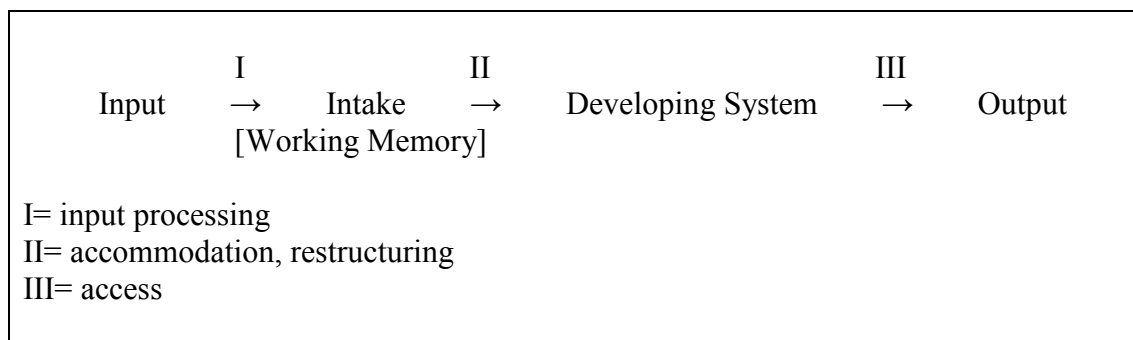 I II III
Input → Intake → Developing System → Output
[Working Memory]
I= input processing
II= accommodation, restructuring
III= access